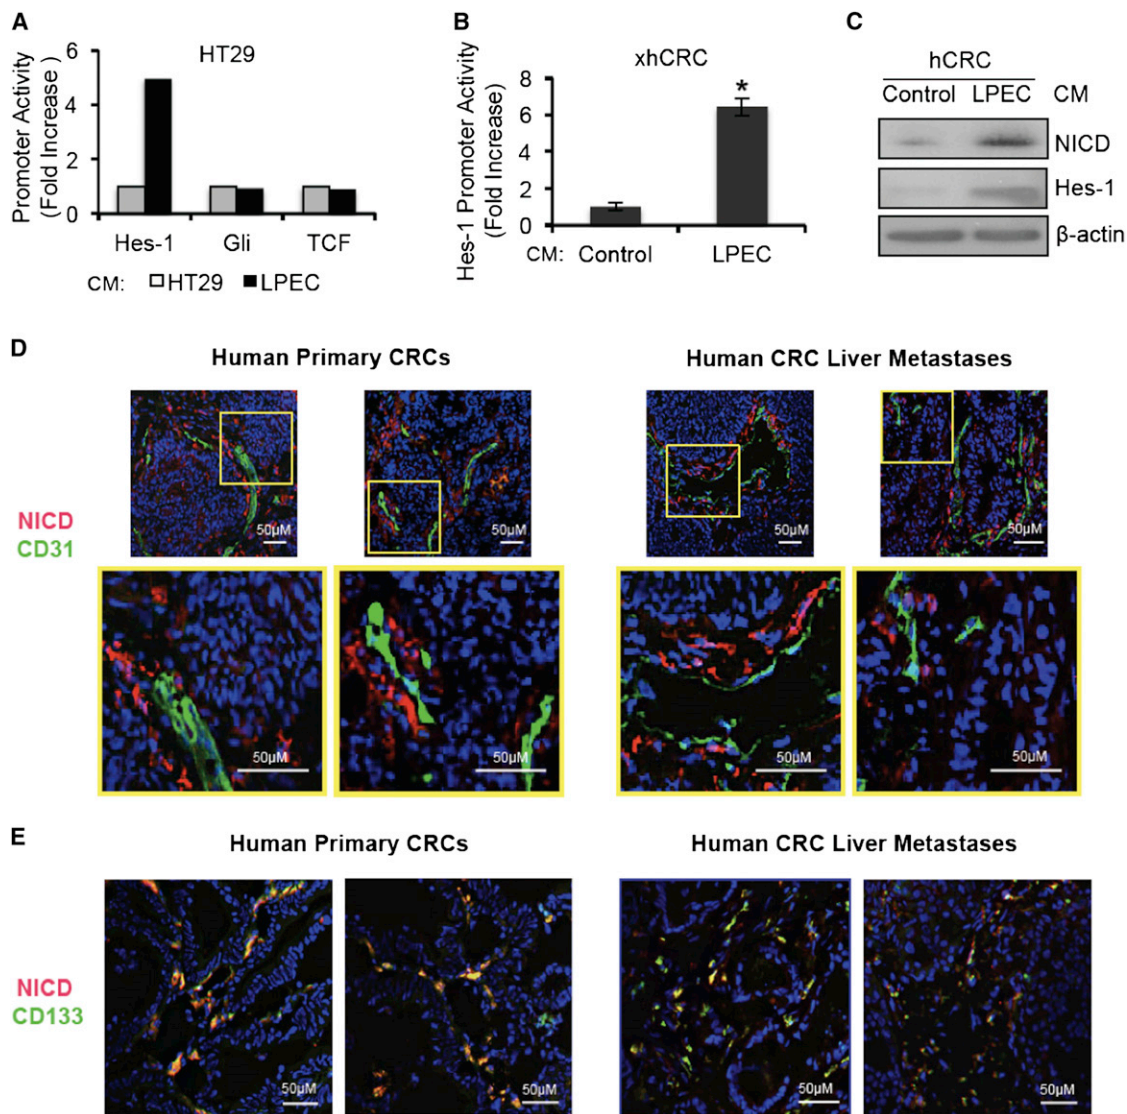 A
HT29
Promoter Activity
(Fold Increase )
6
4
2
0
Hes-1 Gli TCF
CM: HT29 LPEC
B
xhCRC
Hes-1 Promoter Activity
(Fold Increase)
8
6
4
2
0
*
CM: Control LPEC
C
hCRC
Control LPEC CM
NICD
Hes-1
β-actin
D
Human Primary CRCs
Human CRC Liver Metastases
NICD
CD31
50μM
50μM
50μM
50μM
50μM
50μM
50μM
50μM
E
Human Primary CRCs
Human CRC Liver Metastases
NICD
CD133
50μM
50μM
50μM
50μM